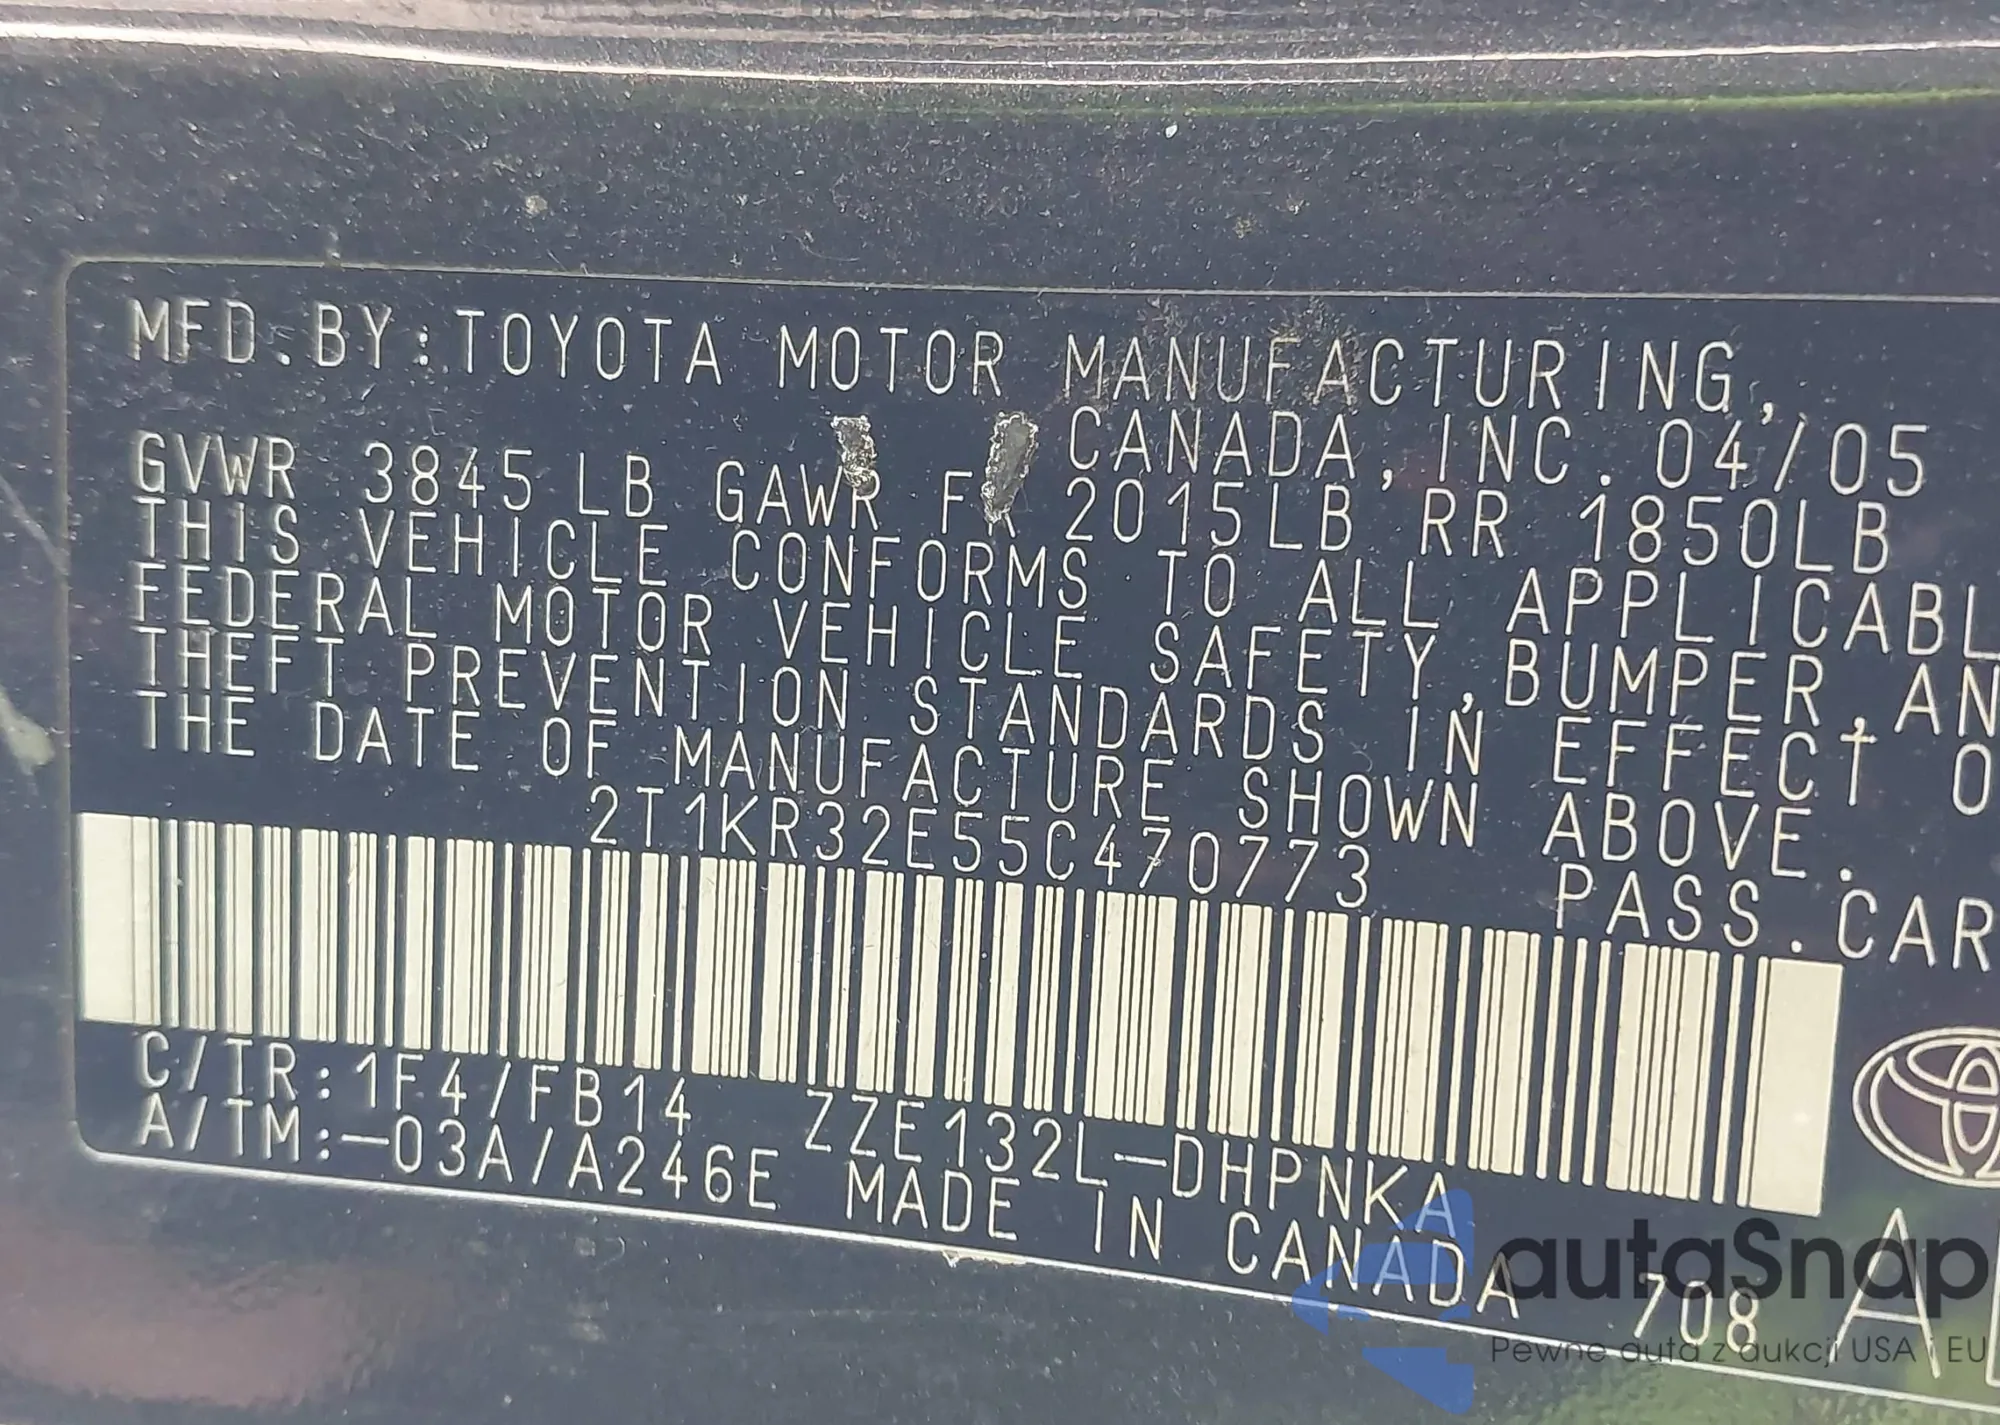 MFD.BY:TOYOTA MOTOR MANUFACTURING,
CANADA, INC. 04/05
GVWR 3845 LB GAWR FR 2015LB RR 1850LB
THIS VEHICLE CONFORMS TO ALL APPLICABL
FEDERAL MOTOR VEHICLE SAFETY, BUMPER, AN
THEFT PREVENTION STANDARDS IN EFFECT O
THE DATE OF MANUFACTURE SHOWN ABOVE.
2T1KR32E55C470773 PASS.CAR
C/TR:1F4/FB14 ZZE132L-DHPNKA
A/TM:-03A/A246E MADE IN CANADA 708 A
autaSnap
Pewne auta z aukcji USA i EU